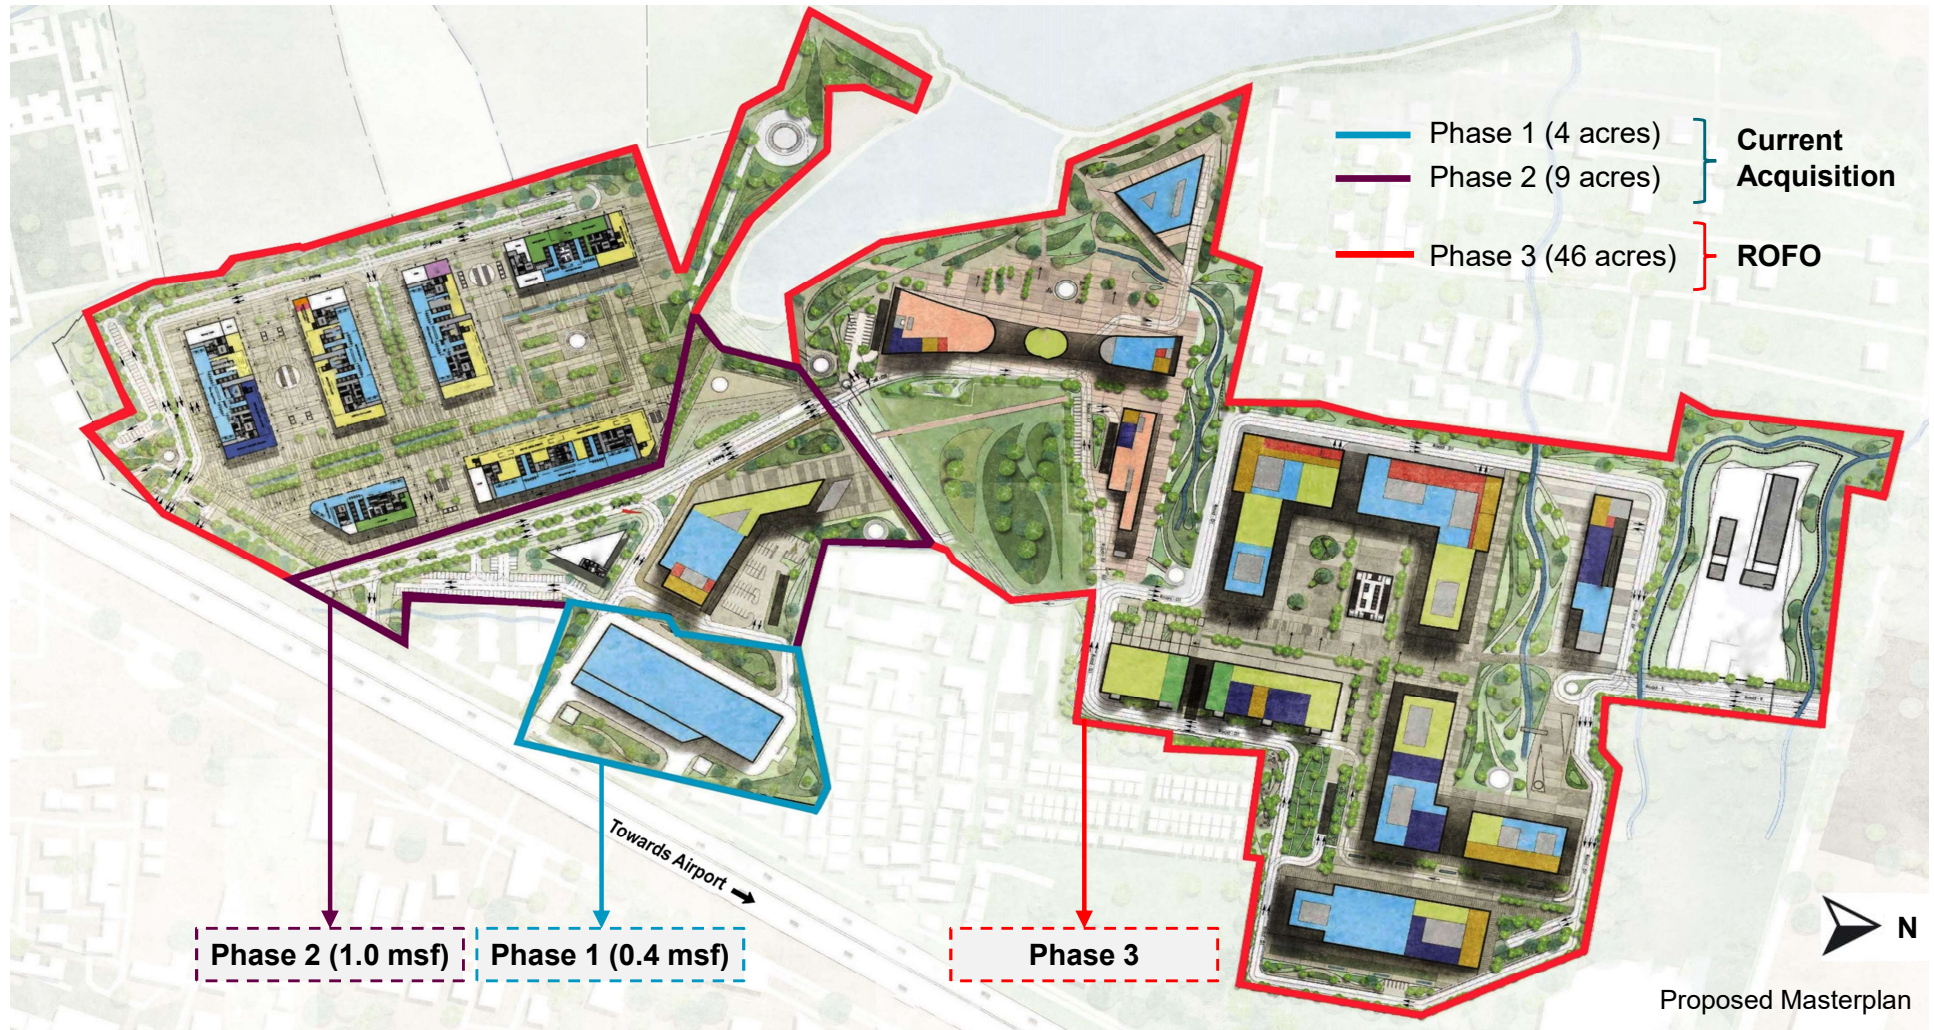 Phase 1 (4 acres)
Phase 2 (9 acres)
Current
Acquisition
Phase 3 (46 acres)
ROFO
Towards Airport
Phase 2 (1.0 msf)
Phase 1 (0.4 msf)
Phase 3
N
Proposed Masterplan